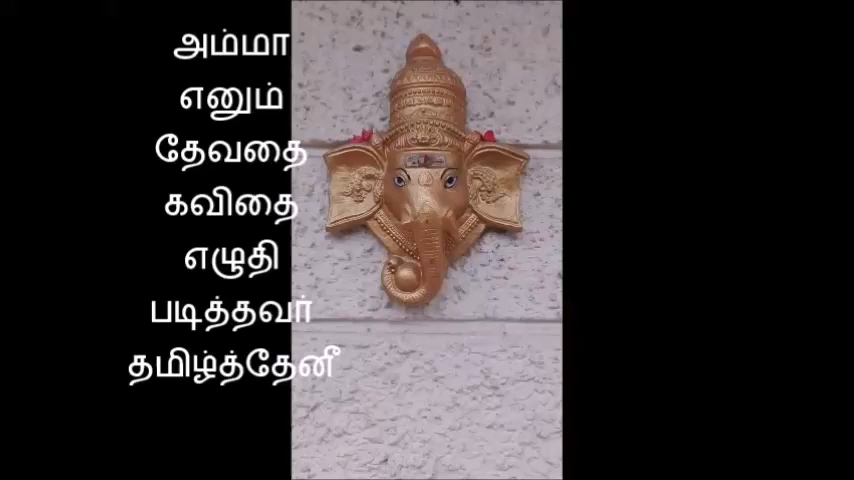 அம்மா
எனும்
தேவதை
கவிதை
எழுதி
படித்தவர்
தமிழ்த்தேனீ